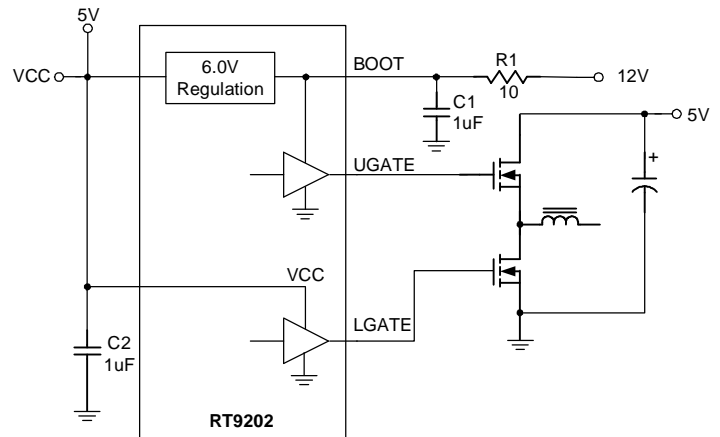 5V
VCC
6.0V
Regulation
BOOT
R1
10
12V
C1
1uF
5V
+
UGATE
VCC
LGATE
C2
1uF
RT9202